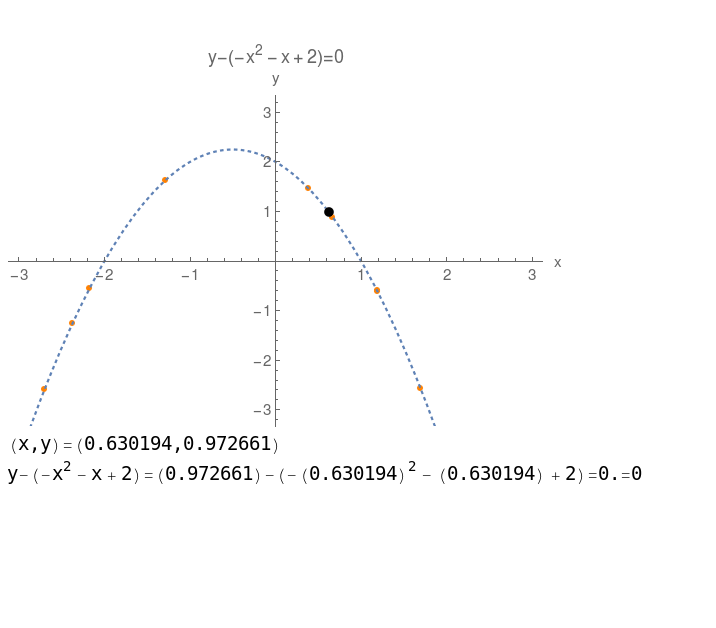 y−(−x² − x + 2)=0
y
3
2
1
−3 −2 −1 1 2 3 x
−1
−2
−3
(x,y)=(0.630194,0.972661)
y−(−x² − x + 2)=(0.972661)−(−(0.630194)² − (0.630194) + 2)=0.=0